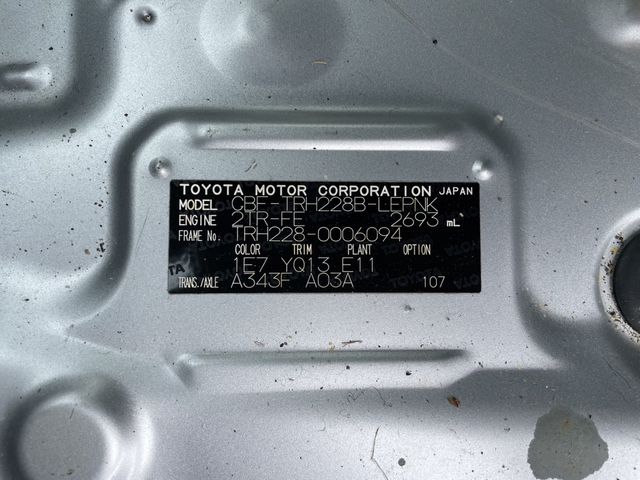 TOYOTA MOTOR CORPORATION JAPAN
MODEL CBF-TRH228B-LEPNK
ENGINE 2TR-FE 2693 mL
FRAME No. TRH228-0006094
COLOR TRIM PLANT OPTION
1E7 YQ13 E11
TRANS./AXLE A343F A03A 107